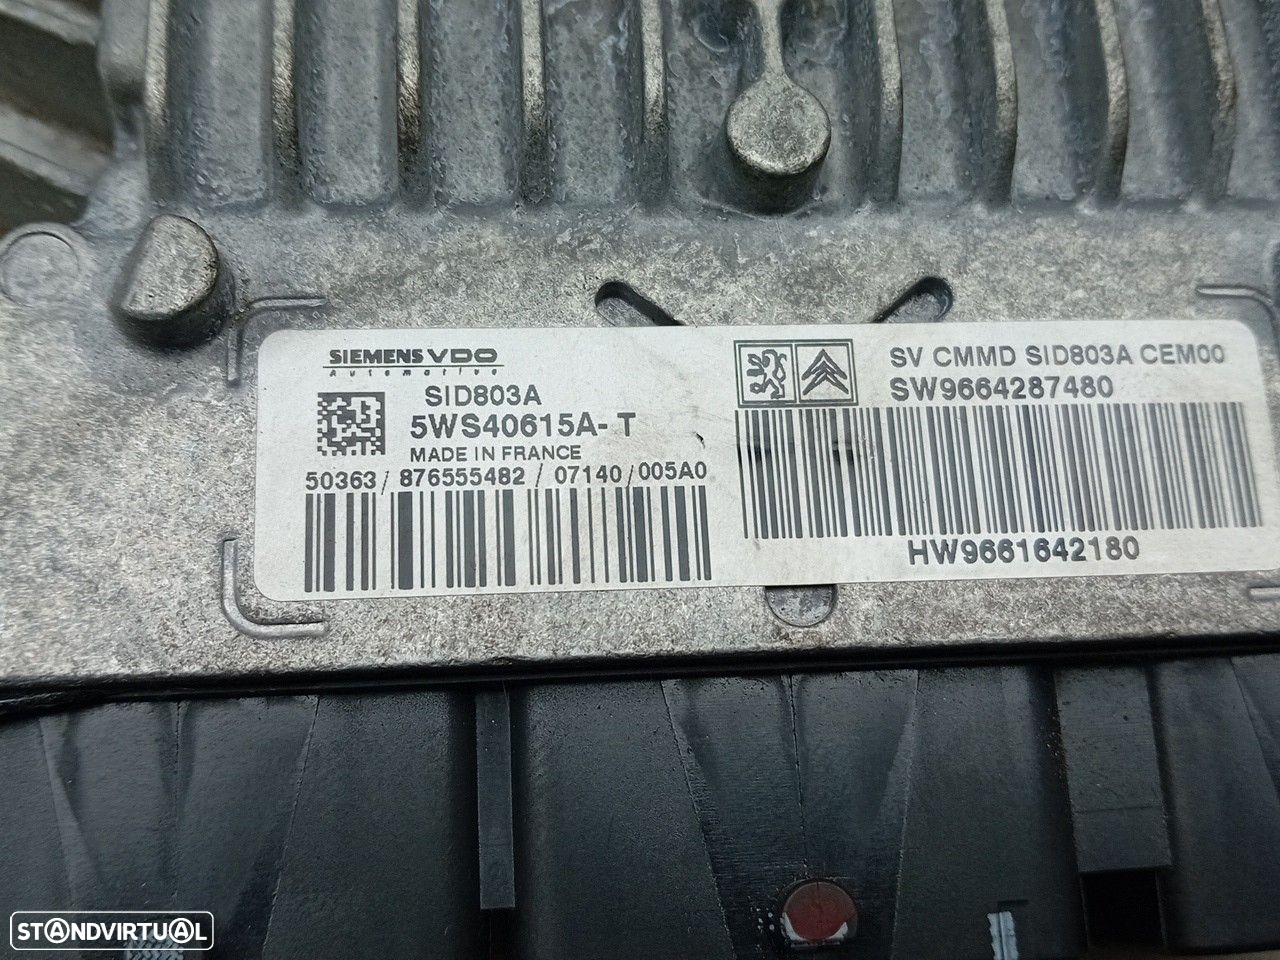 SIEMENS VDO
Automotive
SID803A
5WS40615A-T
MADE IN FRANCE
50363/876555482/07140/005A0
SV CMMD SID803A CEM00
SW9664287480
HW9661642180
STANDVIRTUAL